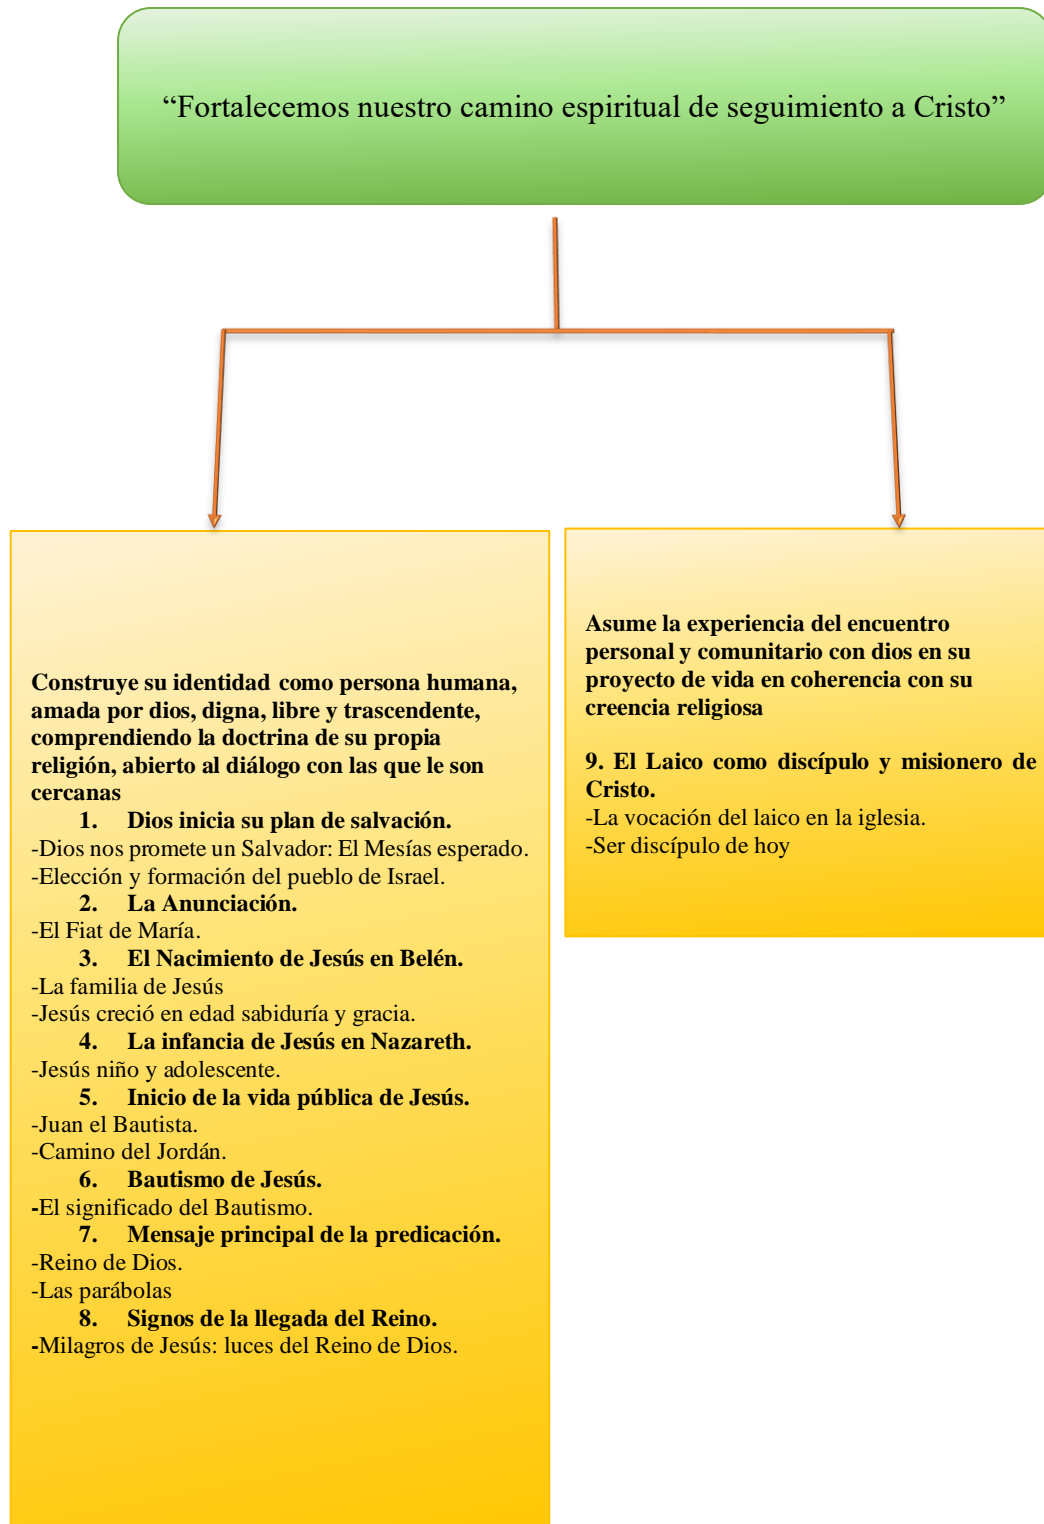 “Fortalecemos nuestro camino espiritual de seguimiento a Cristo”
Construye su identidad como persona humana,
amada por dios, digna, libre y trascendente,
comprendiendo la doctrina de su propia
religión, abierto al diálogo con las que le son
cercanas
1. Dios inicia su plan de salvación.
-Dios nos promete un Salvador: El Mesías esperado.
-Elección y formación del pueblo de Israel.
2. La Anunciación.
-El Fiat de María.
3. El Nacimiento de Jesús en Belén.
-La familia de Jesús
-Jesús creció en edad sabiduría y gracia.
4. La infancia de Jesús en Nazareth.
-Jesús niño y adolescente.
5. Inicio de la vida pública de Jesús.
-Juan el Bautista.
-Camino del Jordán.
6. Bautismo de Jesús.
-El significado del Bautismo.
7. Mensaje principal de la predicación.
-Reino de Dios.
-Las parábolas
8. Signos de la llegada del Reino.
-Milagros de Jesús: luces del Reino de Dios.
Asume la experiencia del encuentro
personal y comunitario con dios en su
proyecto de vida en coherencia con su
creencia religiosa
9. El Laico como discípulo y misionero de
Cristo.
-La vocación del laico en la iglesia.
-Ser discípulo de hoy